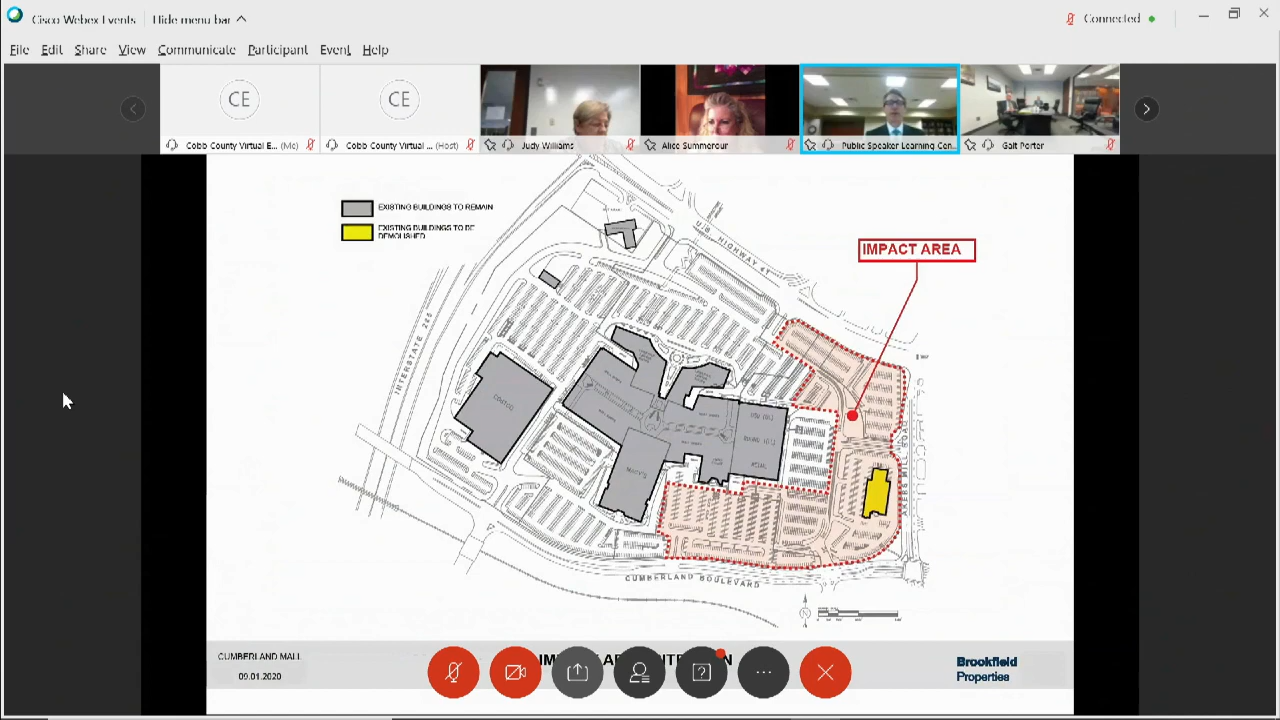 Cisco Webex Events
Hide menu bar
Connected
File Edit Share View Communicate Participant Event Help
CE
CE
Cobb County Virtual E... (Me)
Cobb County Virtual ... (Host)
Judy Williams
Alice Summerour
Public Speaker Learning Cen...
Galt Porter
EXISTING BUILDINGS TO REMAIN
EXISTING BUILDINGS TO BE
DEMOLISHED
U.S. HIGHWAY 41
IMPACT AREA
INTERSTATE 285
COSTCO
MACY'S
AKERS MILL ROAD
CUMBERLAND BOULEVARD
N
CUMBERLAND MALL
09.01.2020
Brookfield
Properties